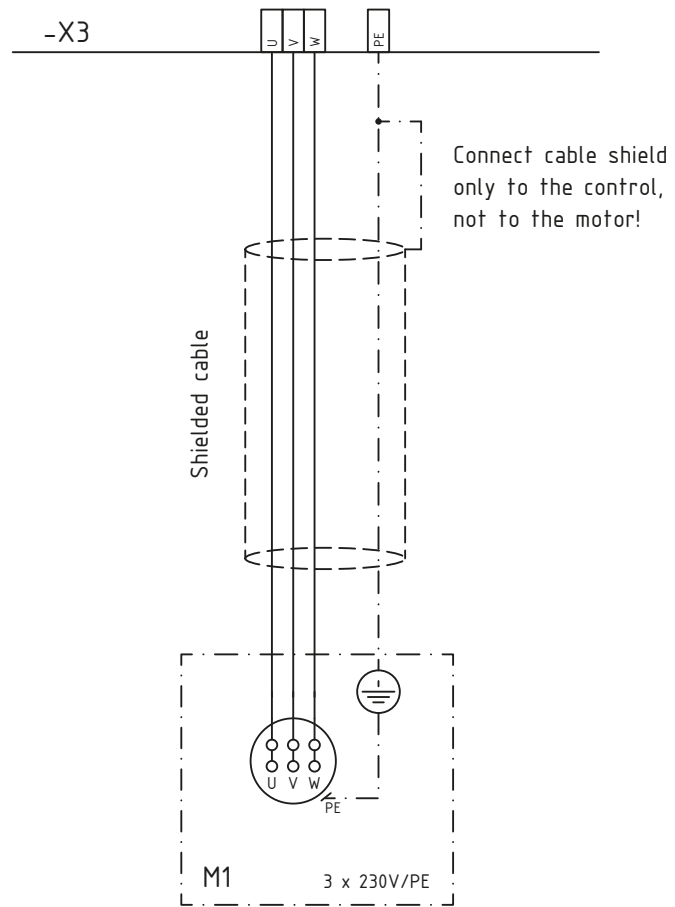 -X3
U V W PE
Connect cable shield
only to the control,
not to the motor!
Shielded cable
U V W
PE
M1 3 x 230V/PE